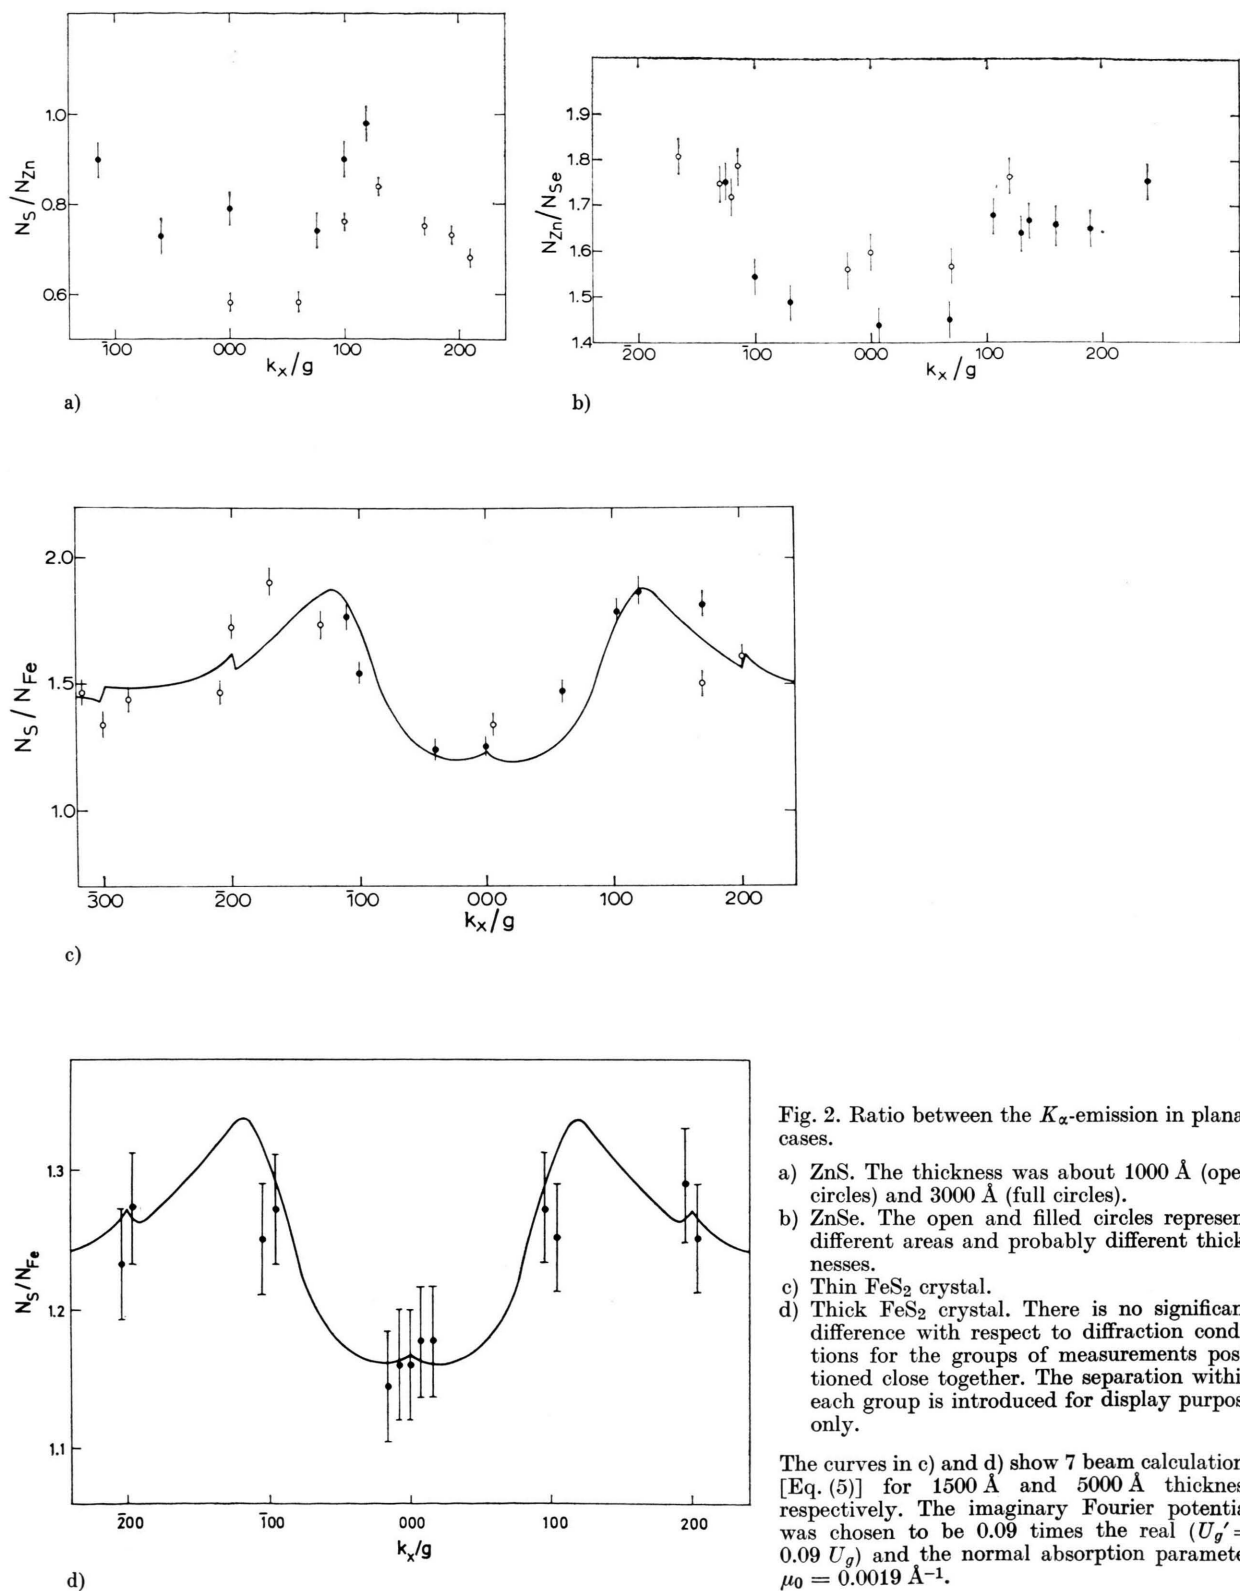 1.0
0.8
0.6
N_S/N_Zn
1̄00 000 100 200
k_x/g
a)
1.9
1.8
1.7
1.6
1.5
1.4
N_Zn/N_Se
2̄00 1̄00 000 100 200
k_x/g
b)
2.0
1.5
1.0
N_S / N_Fe
3̄00 2̄00 1̄00 000 100 200
k_x/g
c)
1.3
1.2
1.1
N_S/N_Fe
2̄00 1̄00 000 100 200
k_x/g
d)
Fig. 2. Ratio between the K_α-emission in plana
cases.
a) ZnS. The thickness was about 1000 Å (ope
circles) and 3000 Å (full circles).
b) ZnSe. The open and filled circles represen
different areas and probably different thick
nesses.
c) Thin FeS₂ crystal.
d) Thick FeS₂ crystal. There is no significan
difference with respect to diffraction cond
tions for the groups of measurements pos
tioned close together. The separation withi
each group is introduced for display purpos
only.
The curves in c) and d) show 7 beam calculation
[Eq. (5)] for 1500 Å and 5000 Å thicknes
respectively. The imaginary Fourier potentia
was chosen to be 0.09 times the real (U_g′ =
0.09 U_g) and the normal absorption paramete
μ₀ = 0.0019 Å⁻¹.